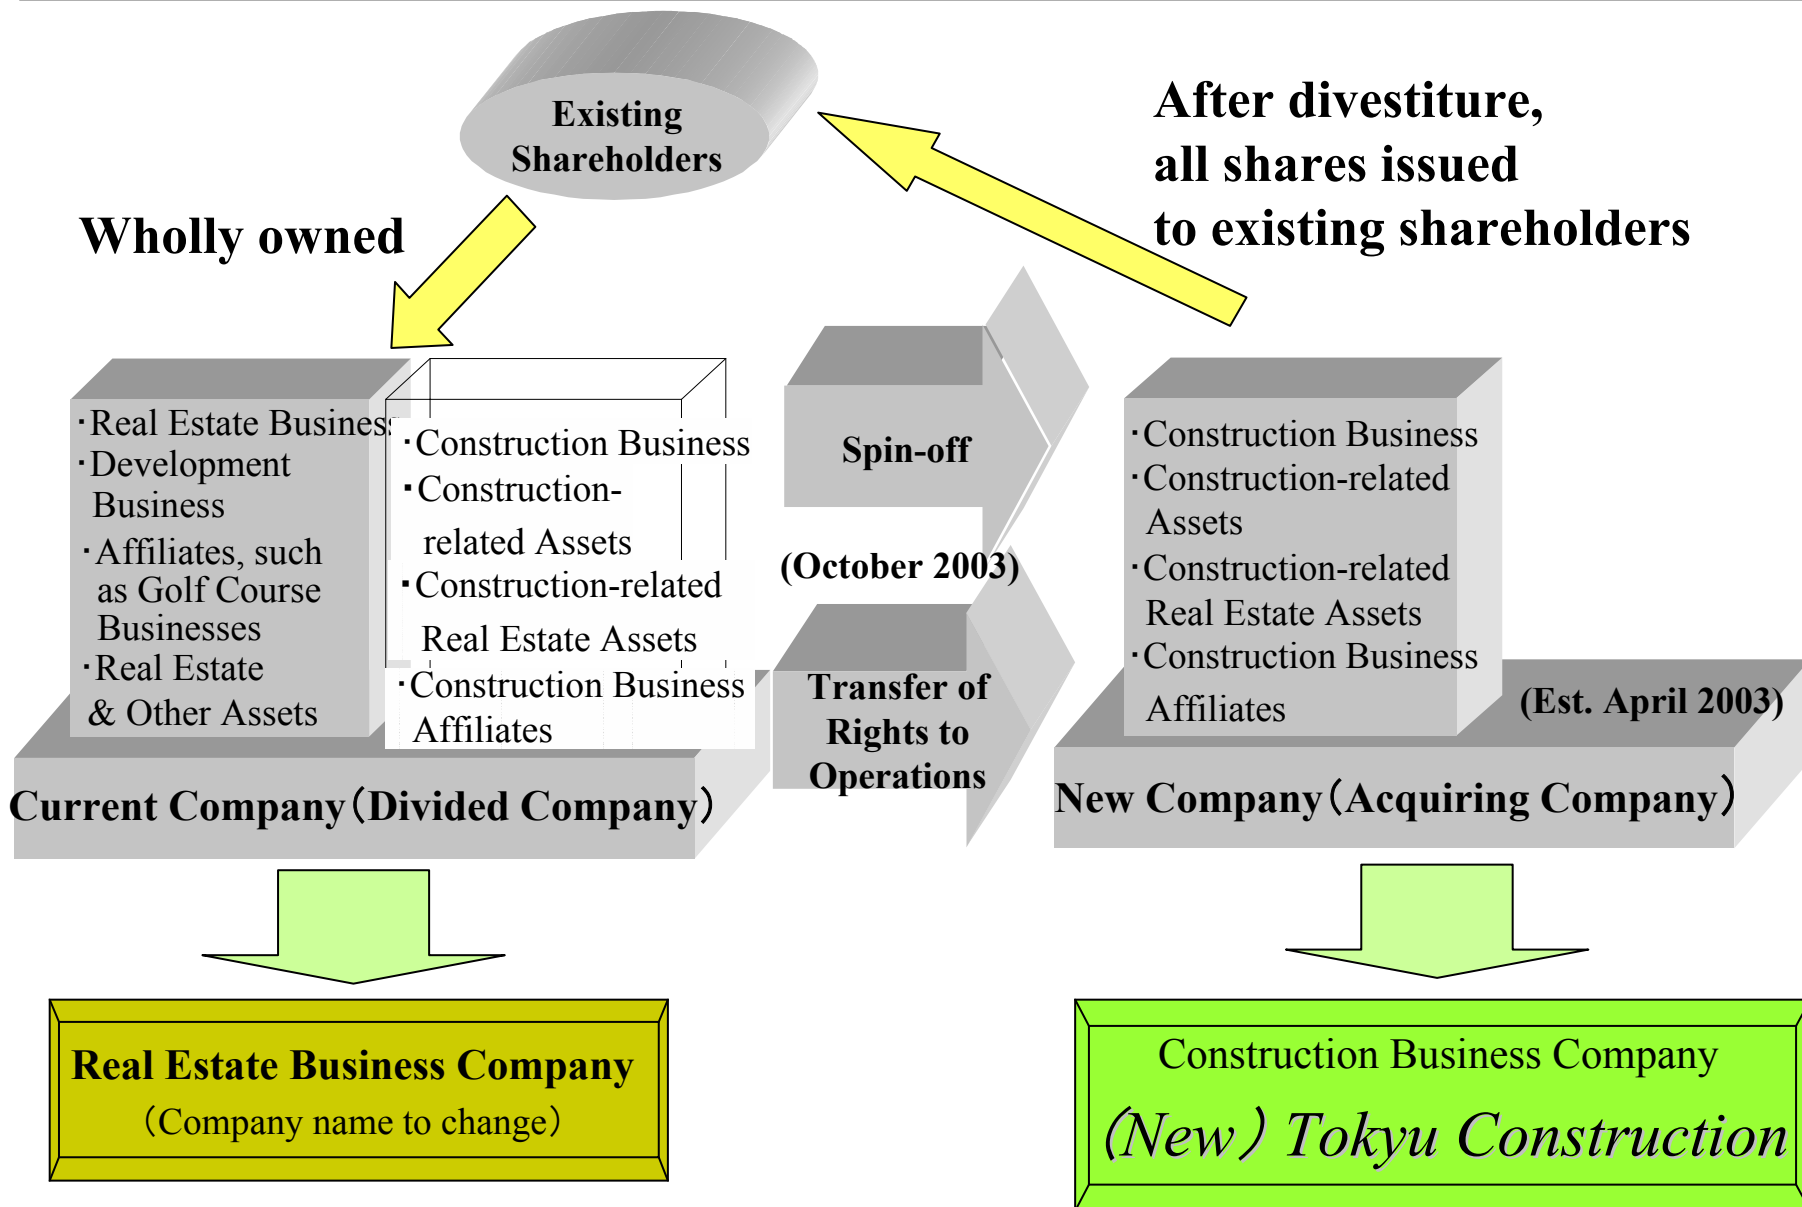 Existing
Shareholders
After divestiture,
all shares issued
to existing shareholders
Wholly owned
・Real Estate Business
・Development
Business
・Affiliates, such
as Golf Course
Businesses
・Real Estate
& Other Assets
・Construction Business
・Construction-
related Assets
・Construction-related
Real Estate Assets
・Construction Business
Affiliates
Spin-off
(October 2003)
Transfer of
Rights to
Operations
・Construction Business
・Construction-related
Assets
・Construction-related
Real Estate Assets
・Construction Business
Affiliates
(Est. April 2003)
Current Company（Divided Company）
New Company（Acquiring Company）
Real Estate Business Company
（Company name to change）
Construction Business Company
（New）Tokyu Construction